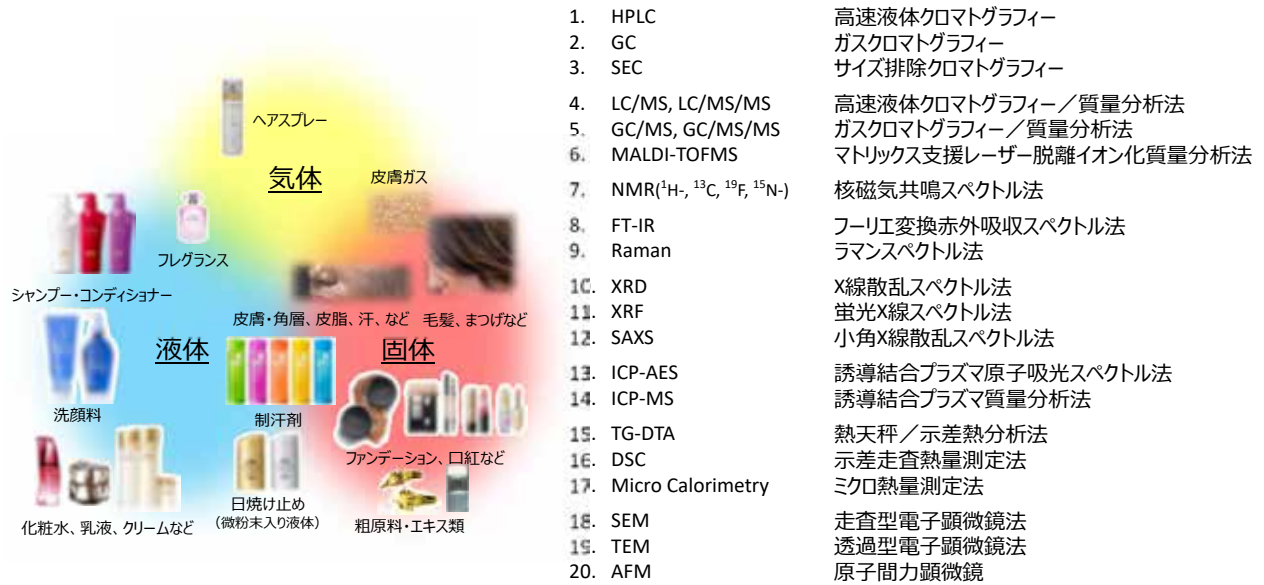 ヘアスプレー
気体
皮膚ガス
フレグランス
シャンプー・コンディショナー
皮膚・角層、皮脂、汗、など
毛髪、まつげなど
液体
固体
洗顔料
制汗剤
ファンデーション、口紅など
日焼け止め
(微粉末入り液体)
化粧水、乳液、クリームなど
粗原料・エキス類
1. HPLC 高速液体クロマトグラフィー
2. GC ガスクロマトグラフィー
3. SEC サイズ排除クロマトグラフィー
4. LC/MS, LC/MS/MS 高速液体クロマトグラフィー/質量分析法
5. GC/MS, GC/MS/MS ガスクロマトグラフィー/質量分析法
6. MALDI-TOFMS マトリックス支援レーザー脱離イオン化質量分析法
7. NMR(¹H-, ¹³C, ¹⁹F, ¹⁵N-) 核磁気共鳴スペクトル法
8. FT-IR フーリエ変換赤外吸収スペクトル法
9. Raman ラマンスペクトル法
10. XRD X線散乱スペクトル法
11. XRF 蛍光X線スペクトル法
12. SAXS 小角X線散乱スペクトル法
13. ICP-AES 誘導結合プラズマ原子吸光スペクトル法
14. ICP-MS 誘導結合プラズマ質量分析法
15. TG-DTA 熱天秤/示差熱分析法
16. DSC 示差走査熱量測定法
17. Micro Calorimetry ミクロ熱量測定法
18. SEM 走査型電子顕微鏡法
19. TEM 透過型電子顕微鏡法
20. AFM 原子間力顕微鏡